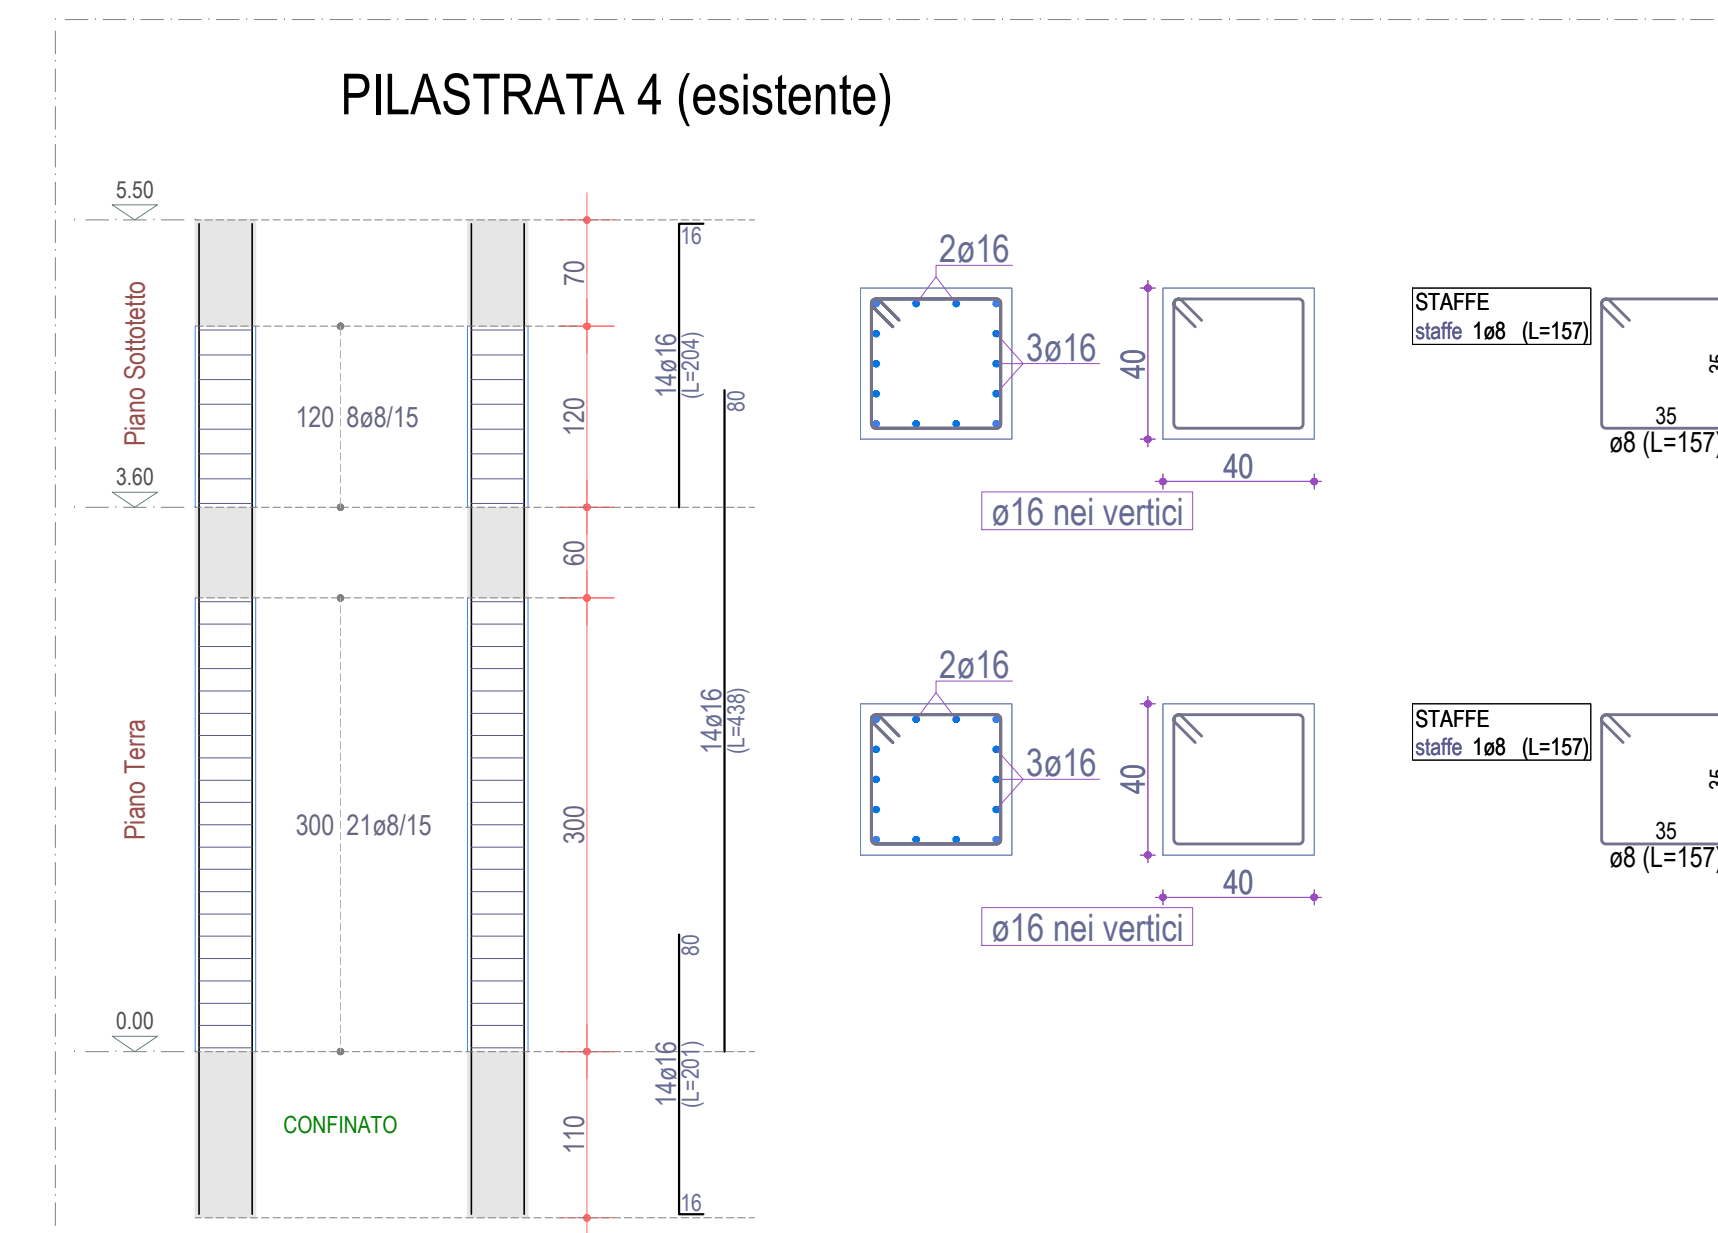 PILASTRATA 4 (esistente)
5.50
Piano Sottotetto
3.60
Piano Terra
0.00
120 8ø8/15
300 21ø8/15
CONFINATO
70
120
60
300
110
16
14ø16
(L=204)
80
14ø16
(L=438)
80
14ø16
(L=201)
16
2ø16
3ø16
40
40
ø16 nei vertici
STAFFE
staffe 1ø8 (L=157)
35
35
ø8 (L=157)
2ø16
3ø16
40
40
ø16 nei vertici
STAFFE
staffe 1ø8 (L=157)
35
35
ø8 (L=157)